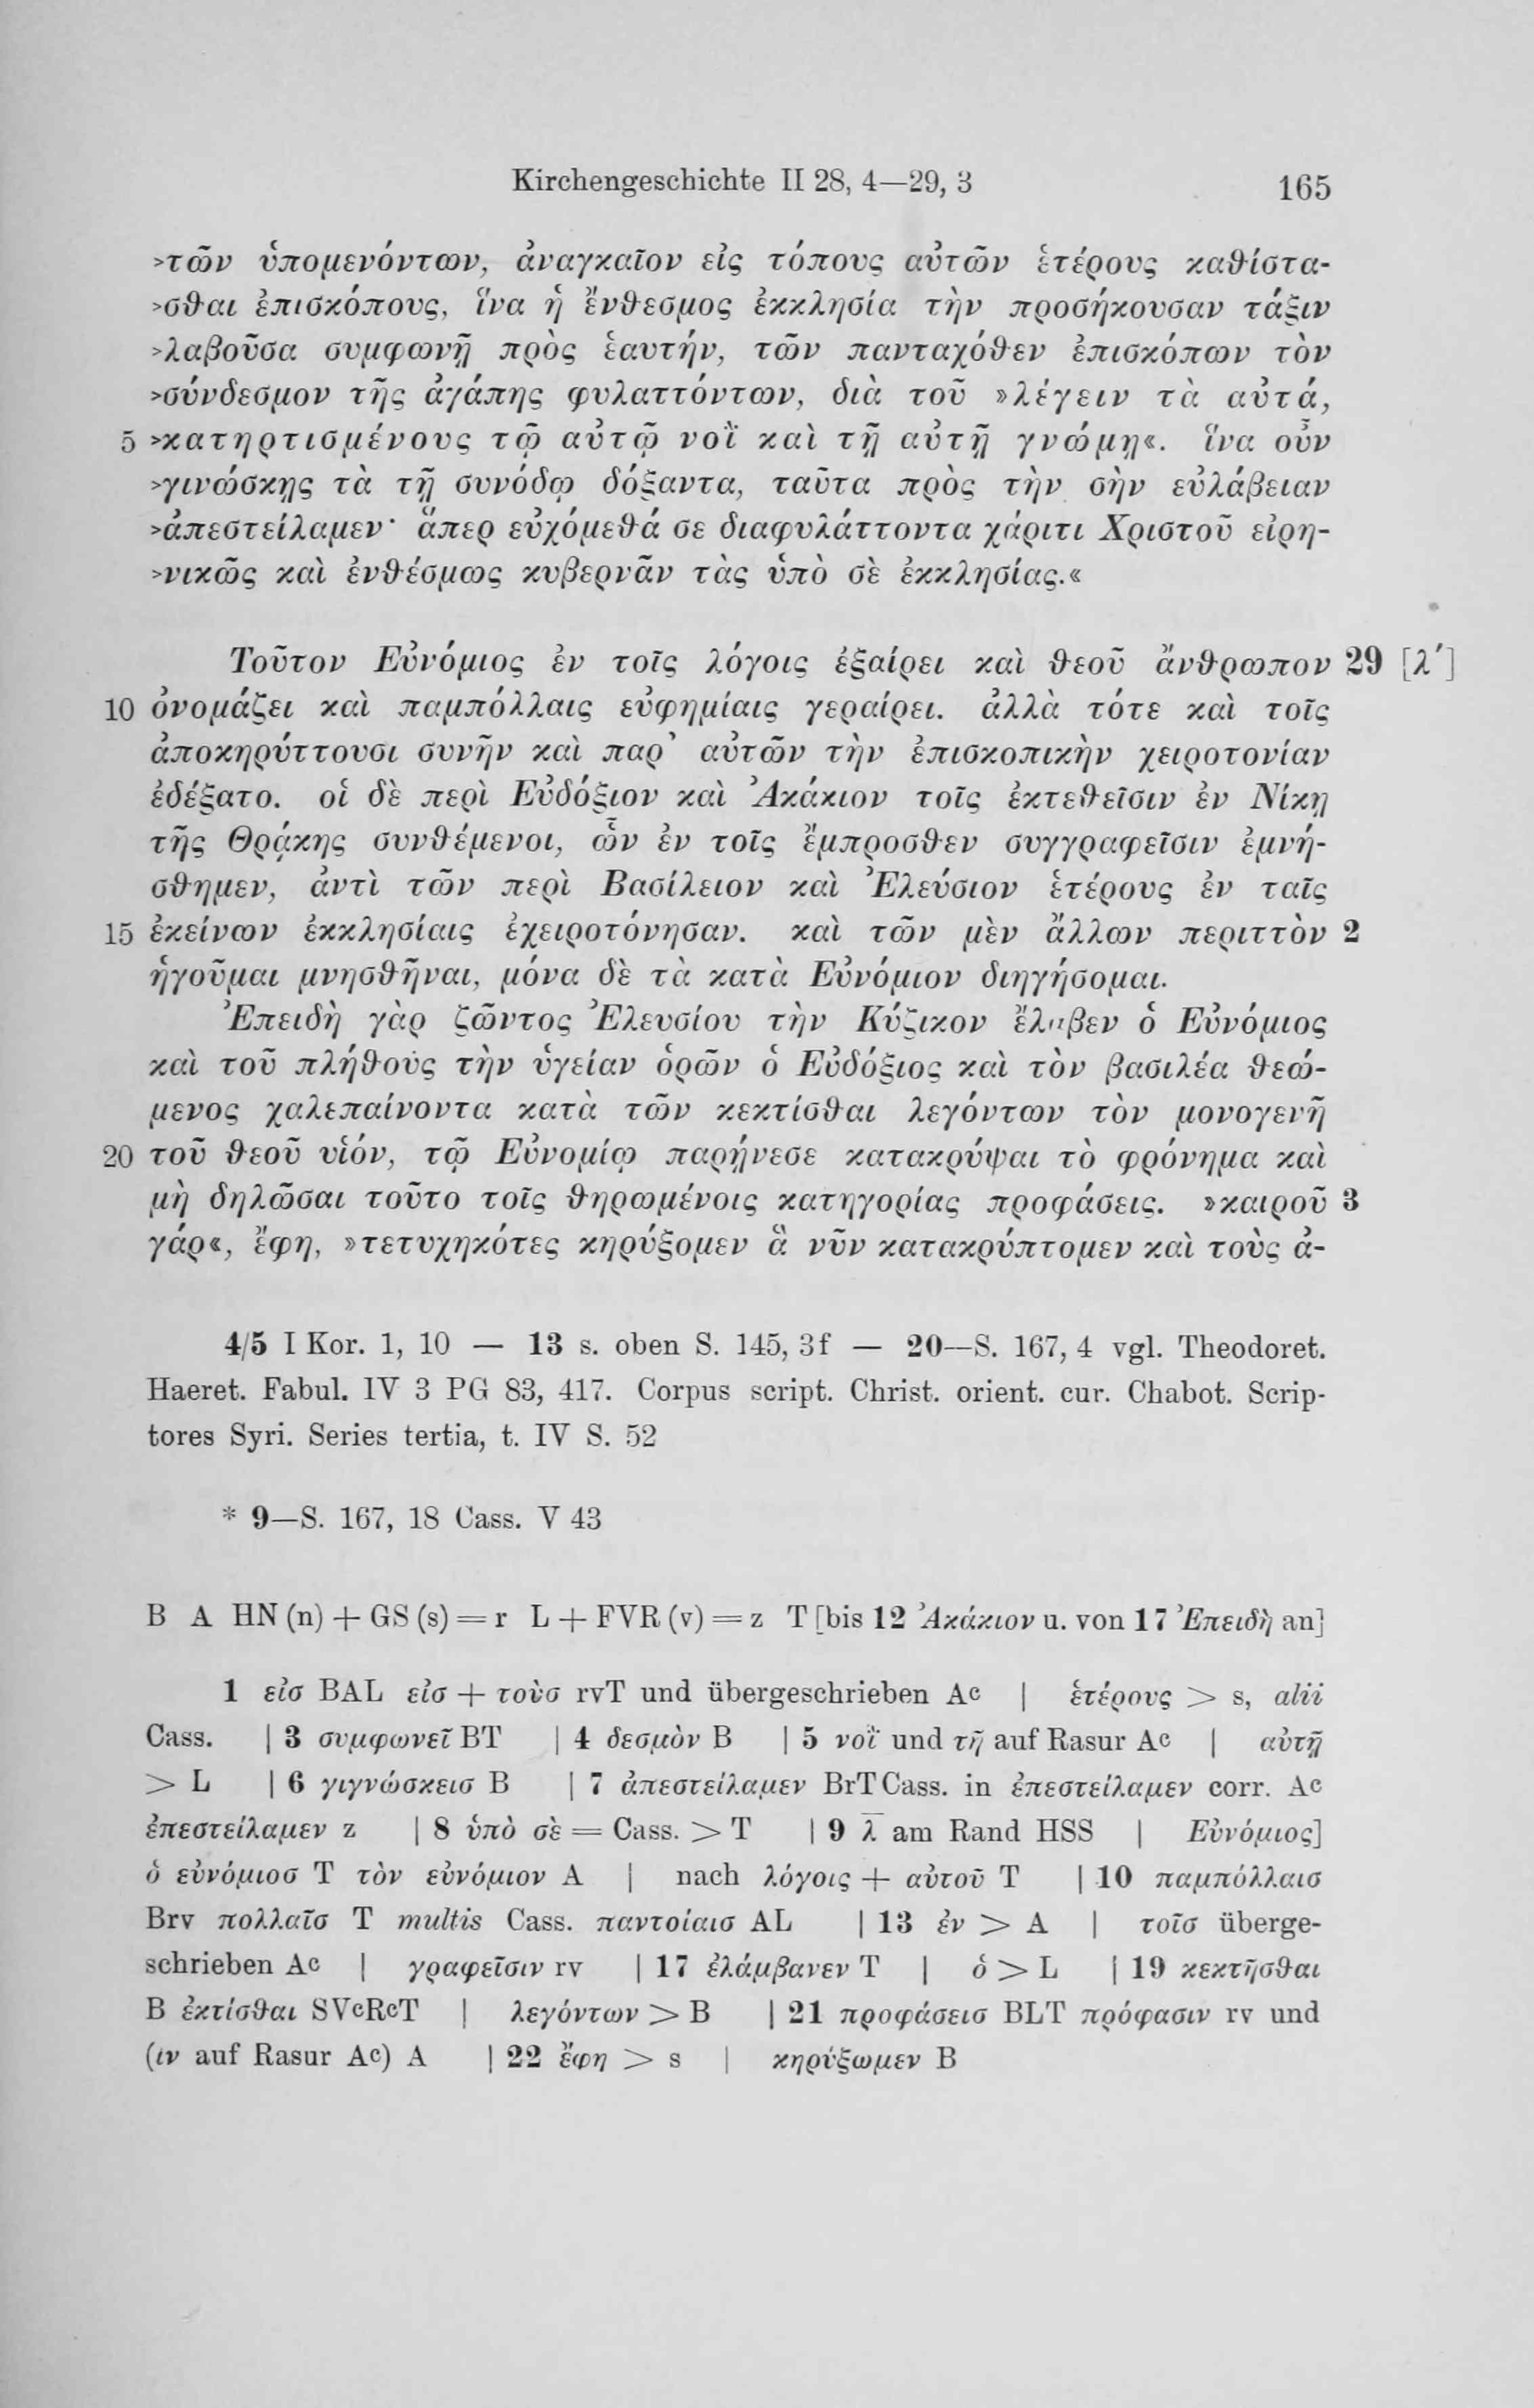 Kirchengeschichte II 28, 4—29, 3 165
>τῶν ὑπομενόντων, ἀναγκαῖον εἰς τόπους αὐτῶν ἑτέρους καθίστα-
>σθαι ἐπισκόπους, ἵνα ἡ ἔνθεσμος ἐκκλησία τὴν προσήκουσαν τάξιν
>λαβοῦσα συμφωνῇ πρὸς ἑαυτήν, τῶν πανταχόθεν ἐπισκόπων τὸν
>σύνδεσμον τῆς ἀγάπης φυλαττόντων, διὰ τοῦ »λέγειν τὰ αὐτά,
5 >κατηρτισμένους τῷ αὐτῷ νοῒ καὶ τῇ αὐτῇ γνώμῃ«. ἵνα οὖν
>γινώσκῃς τὰ τῇ συνόδῳ δόξαντα, ταῦτα πρὸς τὴν σὴν εὐλάβειαν
>ἀπεστείλαμεν· ἅπερ εὐχόμεθά σε διαφυλάττοντα χάριτι Χριστοῦ εἰρη-
>νικῶς καὶ ἐνθέσμως κυβερνᾶν τὰς ὑπὸ σὲ ἐκκλησίας.«
Τοῦτον Εὐνόμιος ἐν τοῖς λόγοις ἐξαίρει καὶ θεοῦ ἄνθρωπον 29 [λʹ]
10 ὀνομάζει καὶ παμπόλλαις εὐφημίαις γεραίρει. ἀλλὰ τότε καὶ τοῖς
ἀποκηρύττουσι συνῆν καὶ παρ’ αὐτῶν τὴν ἐπισκοπικὴν χειροτονίαν
ἐδέξατο. οἱ δὲ περὶ Εὐδόξιον καὶ Ἀκάκιον τοῖς ἐκτεθεῖσιν ἐν Νίκῃ
τῆς Θρᾴκης συνθέμενοι, ὧν ἐν τοῖς ἔμπροσθεν συγγραφεῖσιν ἐμνή-
σθημεν, ἀντὶ τῶν περὶ Βασίλειον καὶ Ἐλεύσιον ἑτέρους ἐν ταῖς
15 ἐκείνων ἐκκλησίαις ἐχειροτόνησαν. καὶ τῶν μὲν ἄλλων περιττὸν 2
ἡγοῦμαι μνησθῆναι, μόνα δὲ τὰ κατὰ Εὐνόμιον διηγήσομαι.
Ἐπειδὴ γὰρ ζῶντος Ἐλευσίου τὴν Κύζικον ἔλαβεν ὁ Εὐνόμιος
καὶ τοῦ πλήθους τὴν ὑγείαν ὁρῶν ὁ Εὐδόξιος καὶ τὸν βασιλέα θεώ-
μενος χαλεπαίνοντα κατὰ τῶν κεκτίσθαι λεγόντων τὸν μονογενῆ
20 τοῦ θεοῦ υἱόν, τῷ Εὐνομίῳ παρῄνεσε κατακρύψαι τὸ φρόνημα καὶ
μὴ δηλῶσαι τοῦτο τοῖς θηρωμένοις κατηγορίας προφάσεις. »καιροῦ 3
γάρ«, ἔφη, »τετυχηκότες κηρύξομεν ἃ νῦν κατακρύπτομεν καὶ τοὺς ἀ-
4/5 I Kor. 1, 10 — 13 s. oben S. 145, 3f — 20—S. 167, 4 vgl. Theodoret.
Haeret. Fabul. IV 3 PG 83, 417. Corpus script. Christ. orient. cur. Chabot. Scrip-
tores Syri. Series tertia, t. IV S. 52
* 9—S. 167, 18 Cass. V 43
B A HN (n) + GS (s) = r L + FVR (v) = z T [bis 12 Ἀκάκιον u. von 17 Ἐπειδὴ an]
1 εἰσ BAL εἰσ + τοὺσ rvT und übergeschrieben Ac | ἑτέρους > s, alii
Cass. | 3 συμφωνεῖ BT | 4 δεσμὸν B | 5 νοῒ und τῆ auf Rasur Ac | αὐτῇ
> L | 6 γιγνώσκεισ B | 7 ἀπεστείλαμεν BrT Cass. in ἐπεστείλαμεν corr. Ac
ἐπεστείλαμεν z | 8 ὑπὸ σὲ = Cass. > T | 9 λ̅ am Rand HSS | Εὐνόμιος]
ὁ εὐνόμιοσ T τὸν εὐνόμιον A | nach λόγοις + αὐτοῦ T | 10 παμπόλλαισ
Brv πολλαῖσ T multis Cass. παντοίαισ AL | 13 ἐν > A | τοῖσ überge-
schrieben Ac | γραφεῖσιν rv | 17 ἐλάμβανεν T | ὁ > L | 19 κεκτῆσθαι
B ἐκτίσθαι SVcRcT | λεγόντων > B | 21 προφάσεισ BLT πρόφασιν rv und
(ιν auf Rasur Ac) A | 22 ἔφη > s | κηρύξωμεν B